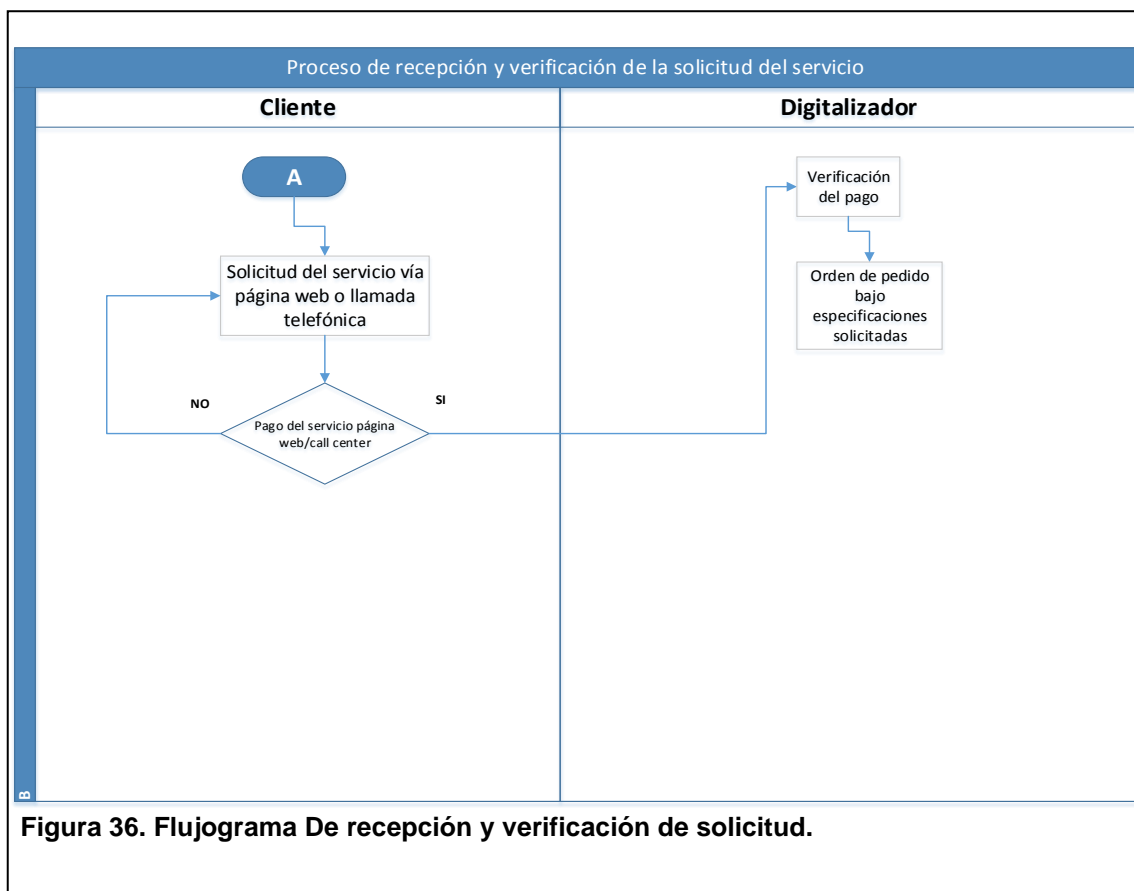 Proceso de recepción y verificación de la solicitud del servicio
Cliente
Digitalizador
A
Solicitud del servicio vía
página web o llamada
telefónica
NO
SI
Pago del servicio página
web/call center
Verificación
del pago
Orden de pedido
bajo
especificaciones
solicitadas
B
Figura 36. Flujograma De recepción y verificación de solicitud.